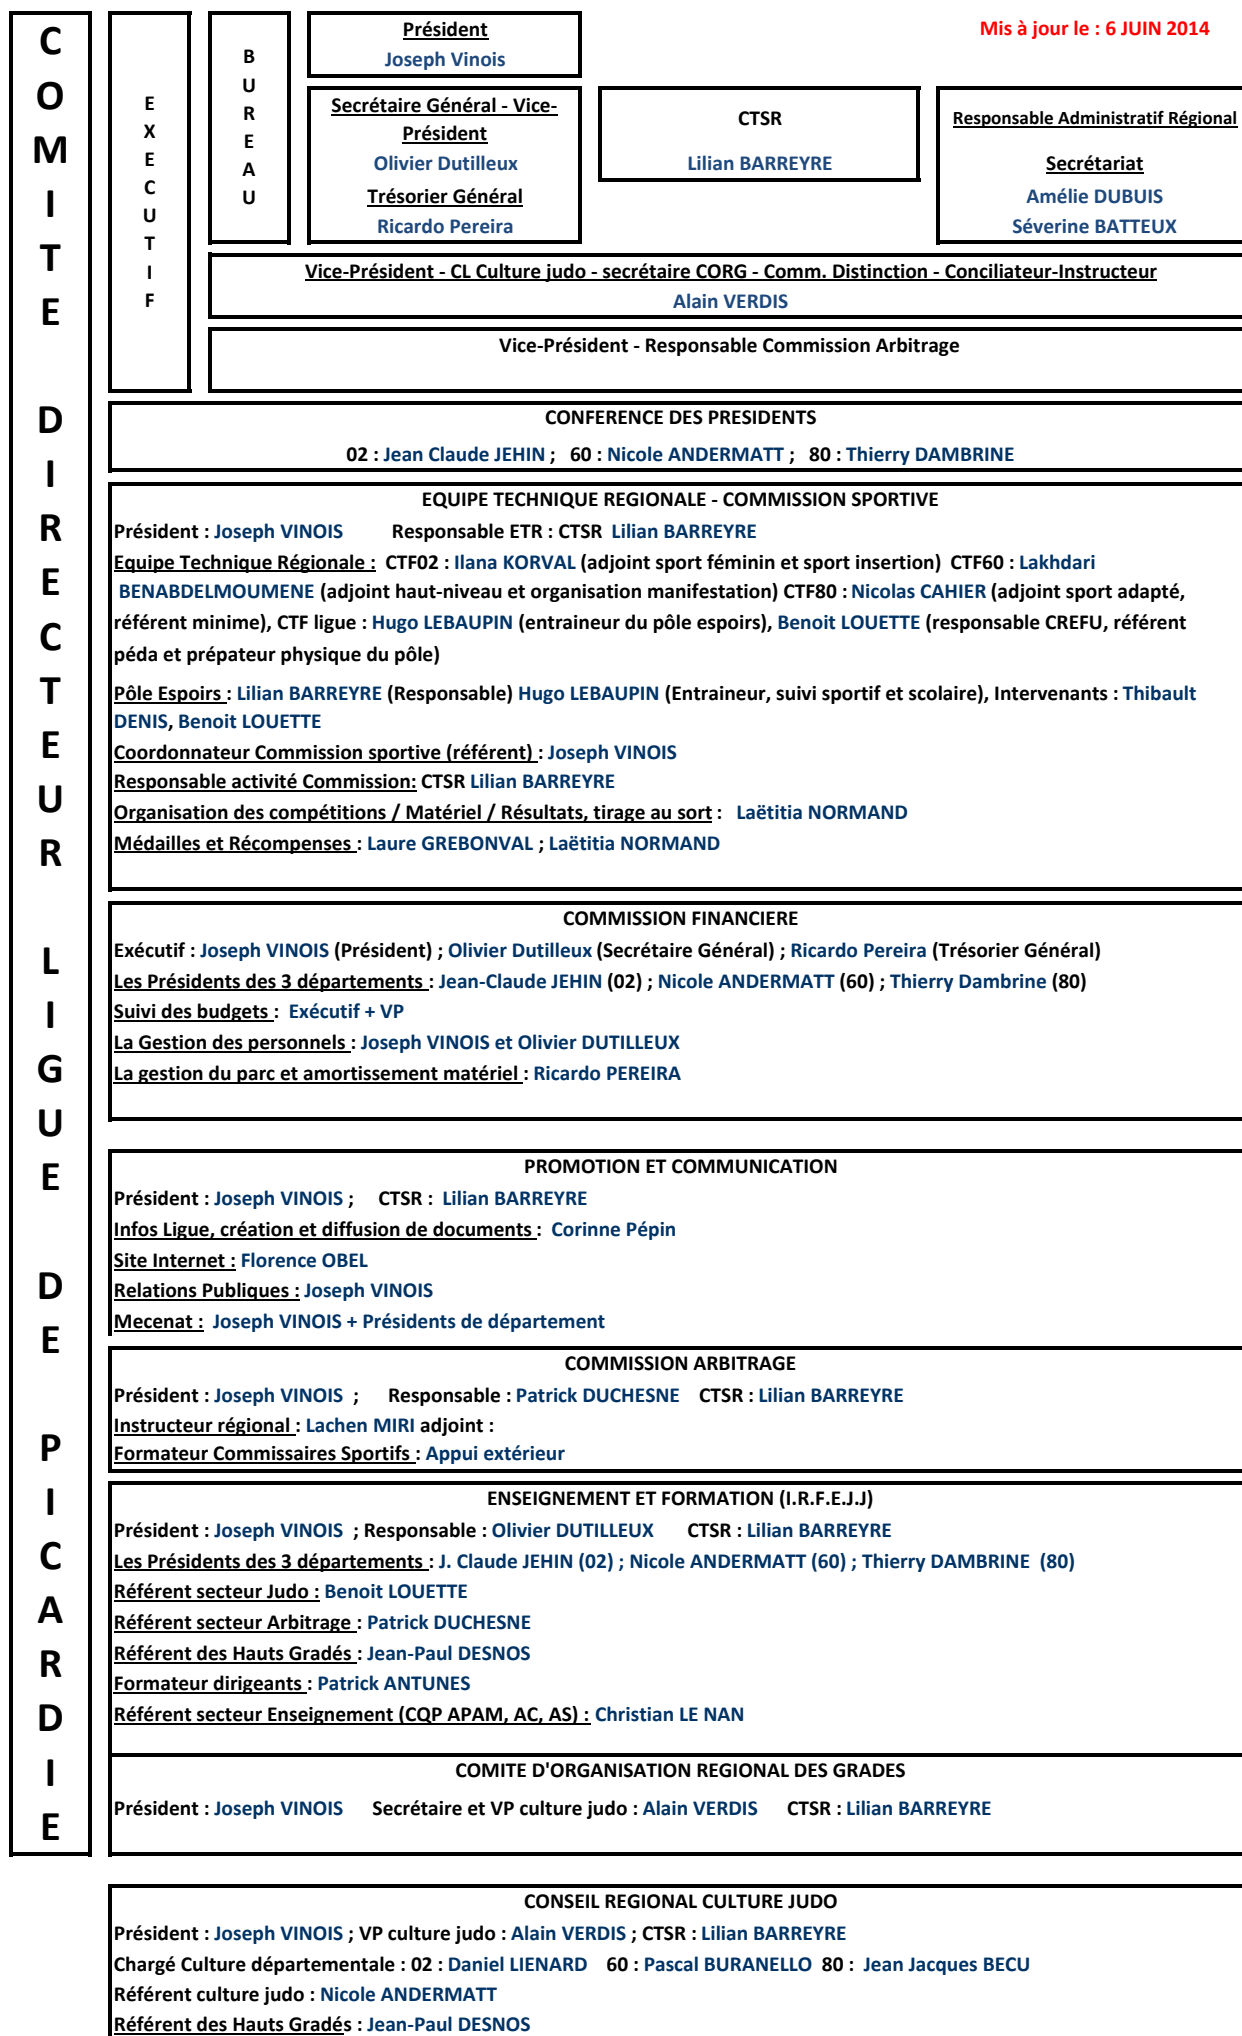 COMITE DIRECTEUR LIGUE DE PICARDIE
EXECUTIF
BUREAU
Président
Joseph Vinois
Mis à jour le : 6 JUIN 2014
Secrétaire Général - Vice-
Président
Olivier Dutilleux
Trésorier Général
Ricardo Pereira
CTSR
Lilian BARREYRE
Responsable Administratif Régional
Secrétariat
Amélie DUBUIS
Séverine BATTEUX
Vice-Président - CL Culture judo - secrétaire CORG - Comm. Distinction - Conciliateur-Instructeur
Alain VERDIS
Vice-Président - Responsable Commission Arbitrage
CONFERENCE DES PRESIDENTS
02 : Jean Claude JEHIN ; 60 : Nicole ANDERMATT ; 80 : Thierry DAMBRINE
EQUIPE TECHNIQUE REGIONALE - COMMISSION SPORTIVE
Président : Joseph VINOIS Responsable ETR : CTSR Lilian BARREYRE
Equipe Technique Régionale : CTF02 : Ilana KORVAL (adjoint sport féminin et sport insertion) CTF60 : Lakhdari
BENABDELMOUMENE (adjoint haut-niveau et organisation manifestation) CTF80 : Nicolas CAHIER (adjoint sport adapté,
référent minime), CTF ligue : Hugo LEBAUPIN (entraineur du pôle espoirs), Benoit LOUETTE (responsable CREFU, référent
péda et prépateur physique du pôle)
Pôle Espoirs : Lilian BARREYRE (Responsable) Hugo LEBAUPIN (Entraineur, suivi sportif et scolaire), Intervenants : Thibault
DENIS, Benoit LOUETTE
Coordonnateur Commission sportive (référent) : Joseph VINOIS
Responsable activité Commission: CTSR Lilian BARREYRE
Organisation des compétitions / Matériel / Résultats, tirage au sort : Laëtitia NORMAND
Médailles et Récompenses : Laure GREBONVAL ; Laëtitia NORMAND
COMMISSION FINANCIERE
Exécutif : Joseph VINOIS (Président) ; Olivier Dutilleux (Secrétaire Général) ; Ricardo Pereira (Trésorier Général)
Les Présidents des 3 départements : Jean-Claude JEHIN (02) ; Nicole ANDERMATT (60) ; Thierry Dambrine (80)
Suivi des budgets : Exécutif + VP
La Gestion des personnels : Joseph VINOIS et Olivier DUTILLEUX
La gestion du parc et amortissement matériel : Ricardo PEREIRA
PROMOTION ET COMMUNICATION
Président : Joseph VINOIS ; CTSR : Lilian BARREYRE
Infos Ligue, création et diffusion de documents : Corinne Pépin
Site Internet : Florence OBEL
Relations Publiques : Joseph VINOIS
Mecenat : Joseph VINOIS + Présidents de département
COMMISSION ARBITRAGE
Président : Joseph VINOIS ; Responsable : Patrick DUCHESNE CTSR : Lilian BARREYRE
Instructeur régional : Lachen MIRI adjoint :
Formateur Commissaires Sportifs : Appui extérieur
ENSEIGNEMENT ET FORMATION (I.R.F.E.J.J)
Président : Joseph VINOIS ; Responsable : Olivier DUTILLEUX CTSR : Lilian BARREYRE
Les Présidents des 3 départements : J. Claude JEHIN (02) ; Nicole ANDERMATT (60) ; Thierry DAMBRINE (80)
Référent secteur Judo : Benoit LOUETTE
Référent secteur Arbitrage : Patrick DUCHESNE
Référent des Hauts Gradés : Jean-Paul DESNOS
Formateur dirigeants : Patrick ANTUNES
Référent secteur Enseignement (CQP APAM, AC, AS) : Christian LE NAN
COMITE D'ORGANISATION REGIONAL DES GRADES
Président : Joseph VINOIS Secrétaire et VP culture judo : Alain VERDIS CTSR : Lilian BARREYRE
CONSEIL REGIONAL CULTURE JUDO
Président : Joseph VINOIS ; VP culture judo : Alain VERDIS ; CTSR : Lilian BARREYRE
Chargé Culture départementale : 02 : Daniel LIENARD 60 : Pascal BURANELLO 80 : Jean Jacques BECU
Référent culture judo : Nicole ANDERMATT
Référent des Hauts Gradés : Jean-Paul DESNOS